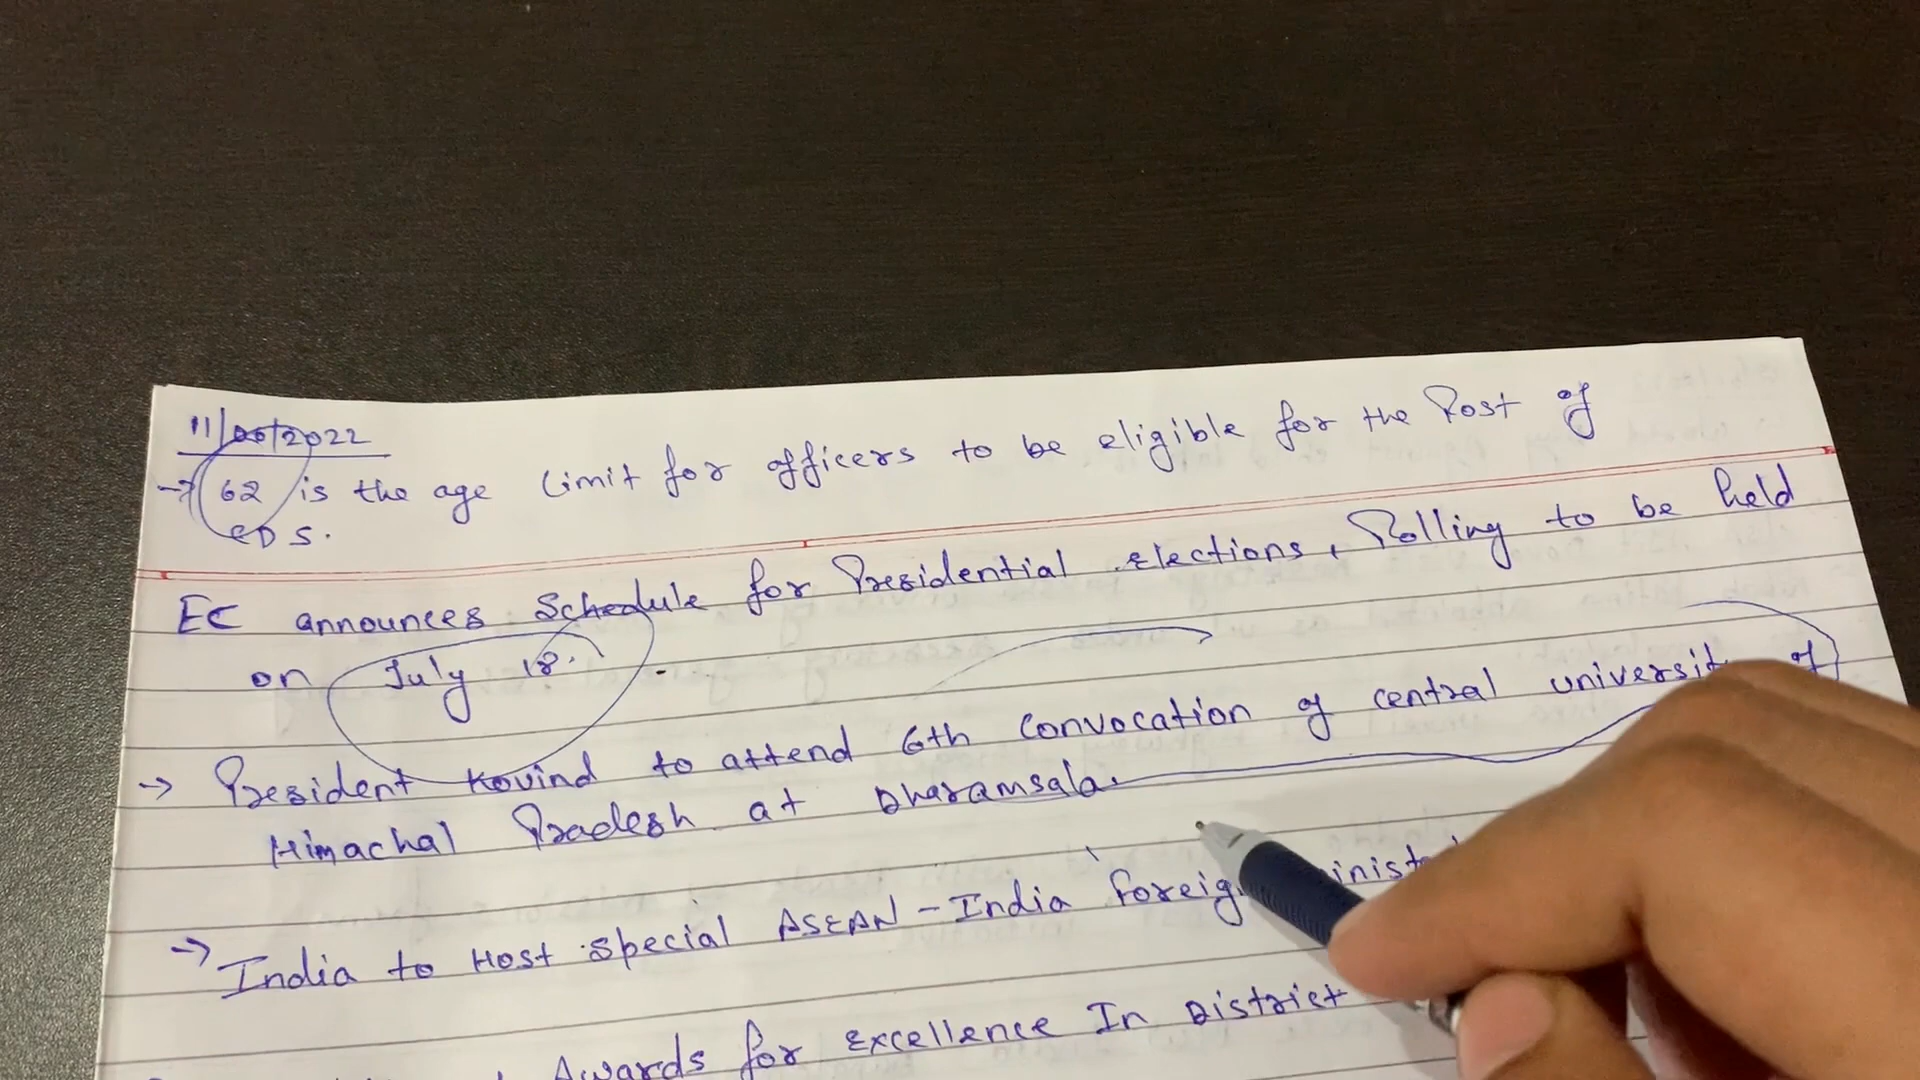 11/06/2022
→ 62 is the age limit for officers to be eligible for the Post of
CDS.
EC announces Schedule for Presidential elections, Polling to be held
on July 18.
→ President Kovind to attend 6th convocation of central university of
Himachal Pradesh at Dharamsala.
→ India to Host special ASEAN-India Foreign
Awards for excellence In District